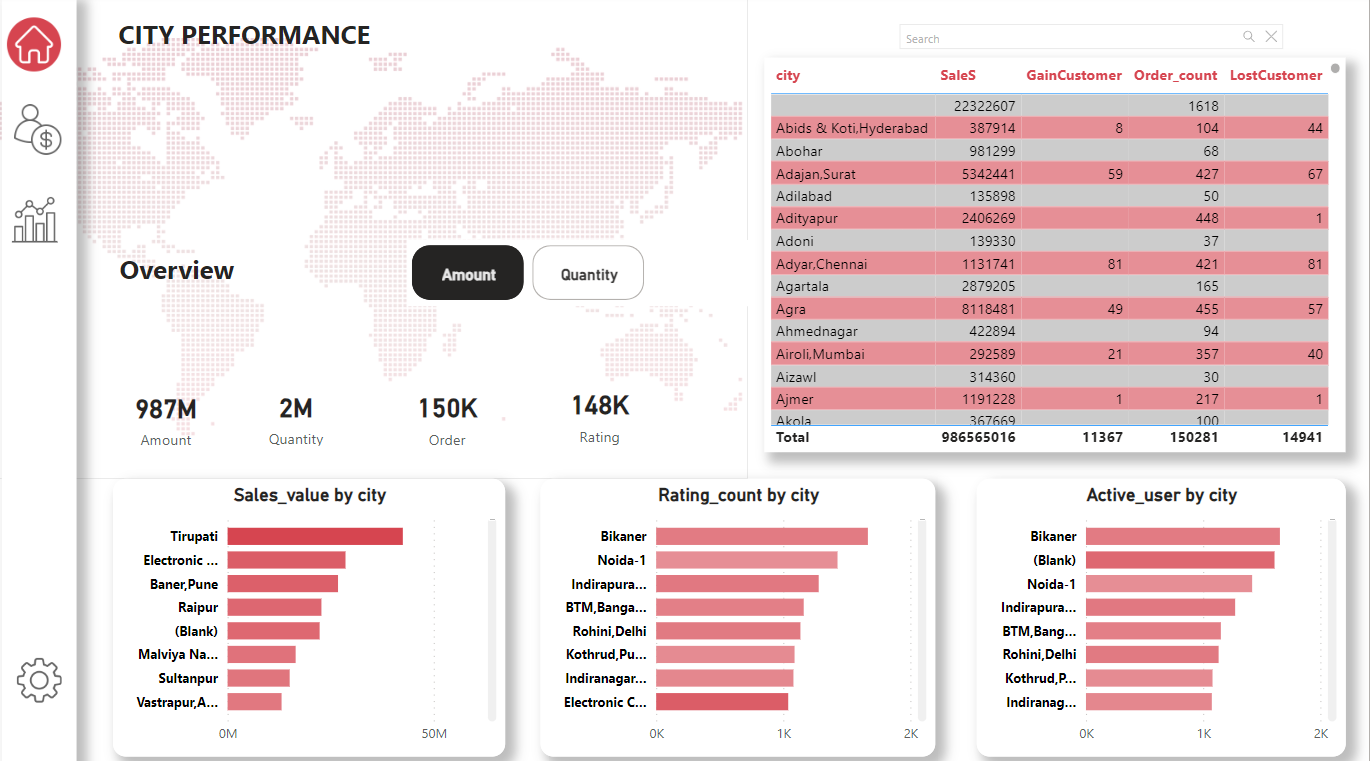 CITY PERFORMANCE
Search
Overview
Amount
Quantity
987M
2M
150K
148K
Amount
Quantity
Order
Rating
city SaleS GainCustomer Order_count LostCustomer
22322607 1618
Abids & Koti,Hyderabad 387914 8 104 44
Abohar 981299 68
Adajan,Surat 5342441 59 427 67
Adilabad 135898 50
Adityapur 2406269 448 1
Adoni 139330 37
Adyar,Chennai 1131741 81 421 81
Agartala 2879205 165
Agra 8118481 49 455 57
Ahmednagar 422894 94
Airoli,Mumbai 292589 21 357 40
Aizawl 314360 30
Ajmer 1191228 1 217 1
Akola 367669 100
Total 986565016 11367 150281 14941
Sales_value by city
Tirupati
Electronic ...
Baner,Pune
Raipur
(Blank)
Malviya Na...
Sultanpur
Vastrapur,A...
0M 50M
Rating_count by city
Bikaner
Noida-1
Indirapura...
BTM,Banga...
Rohini,Delhi
Kothrud,Pu...
Indiranagar...
Electronic C...
0K 1K 2K
Active_user by city
Bikaner
(Blank)
Noida-1
Indirapura...
BTM,Bang...
Rohini,Delhi
Kothrud,P...
Indiranag...
0K 1K 2K